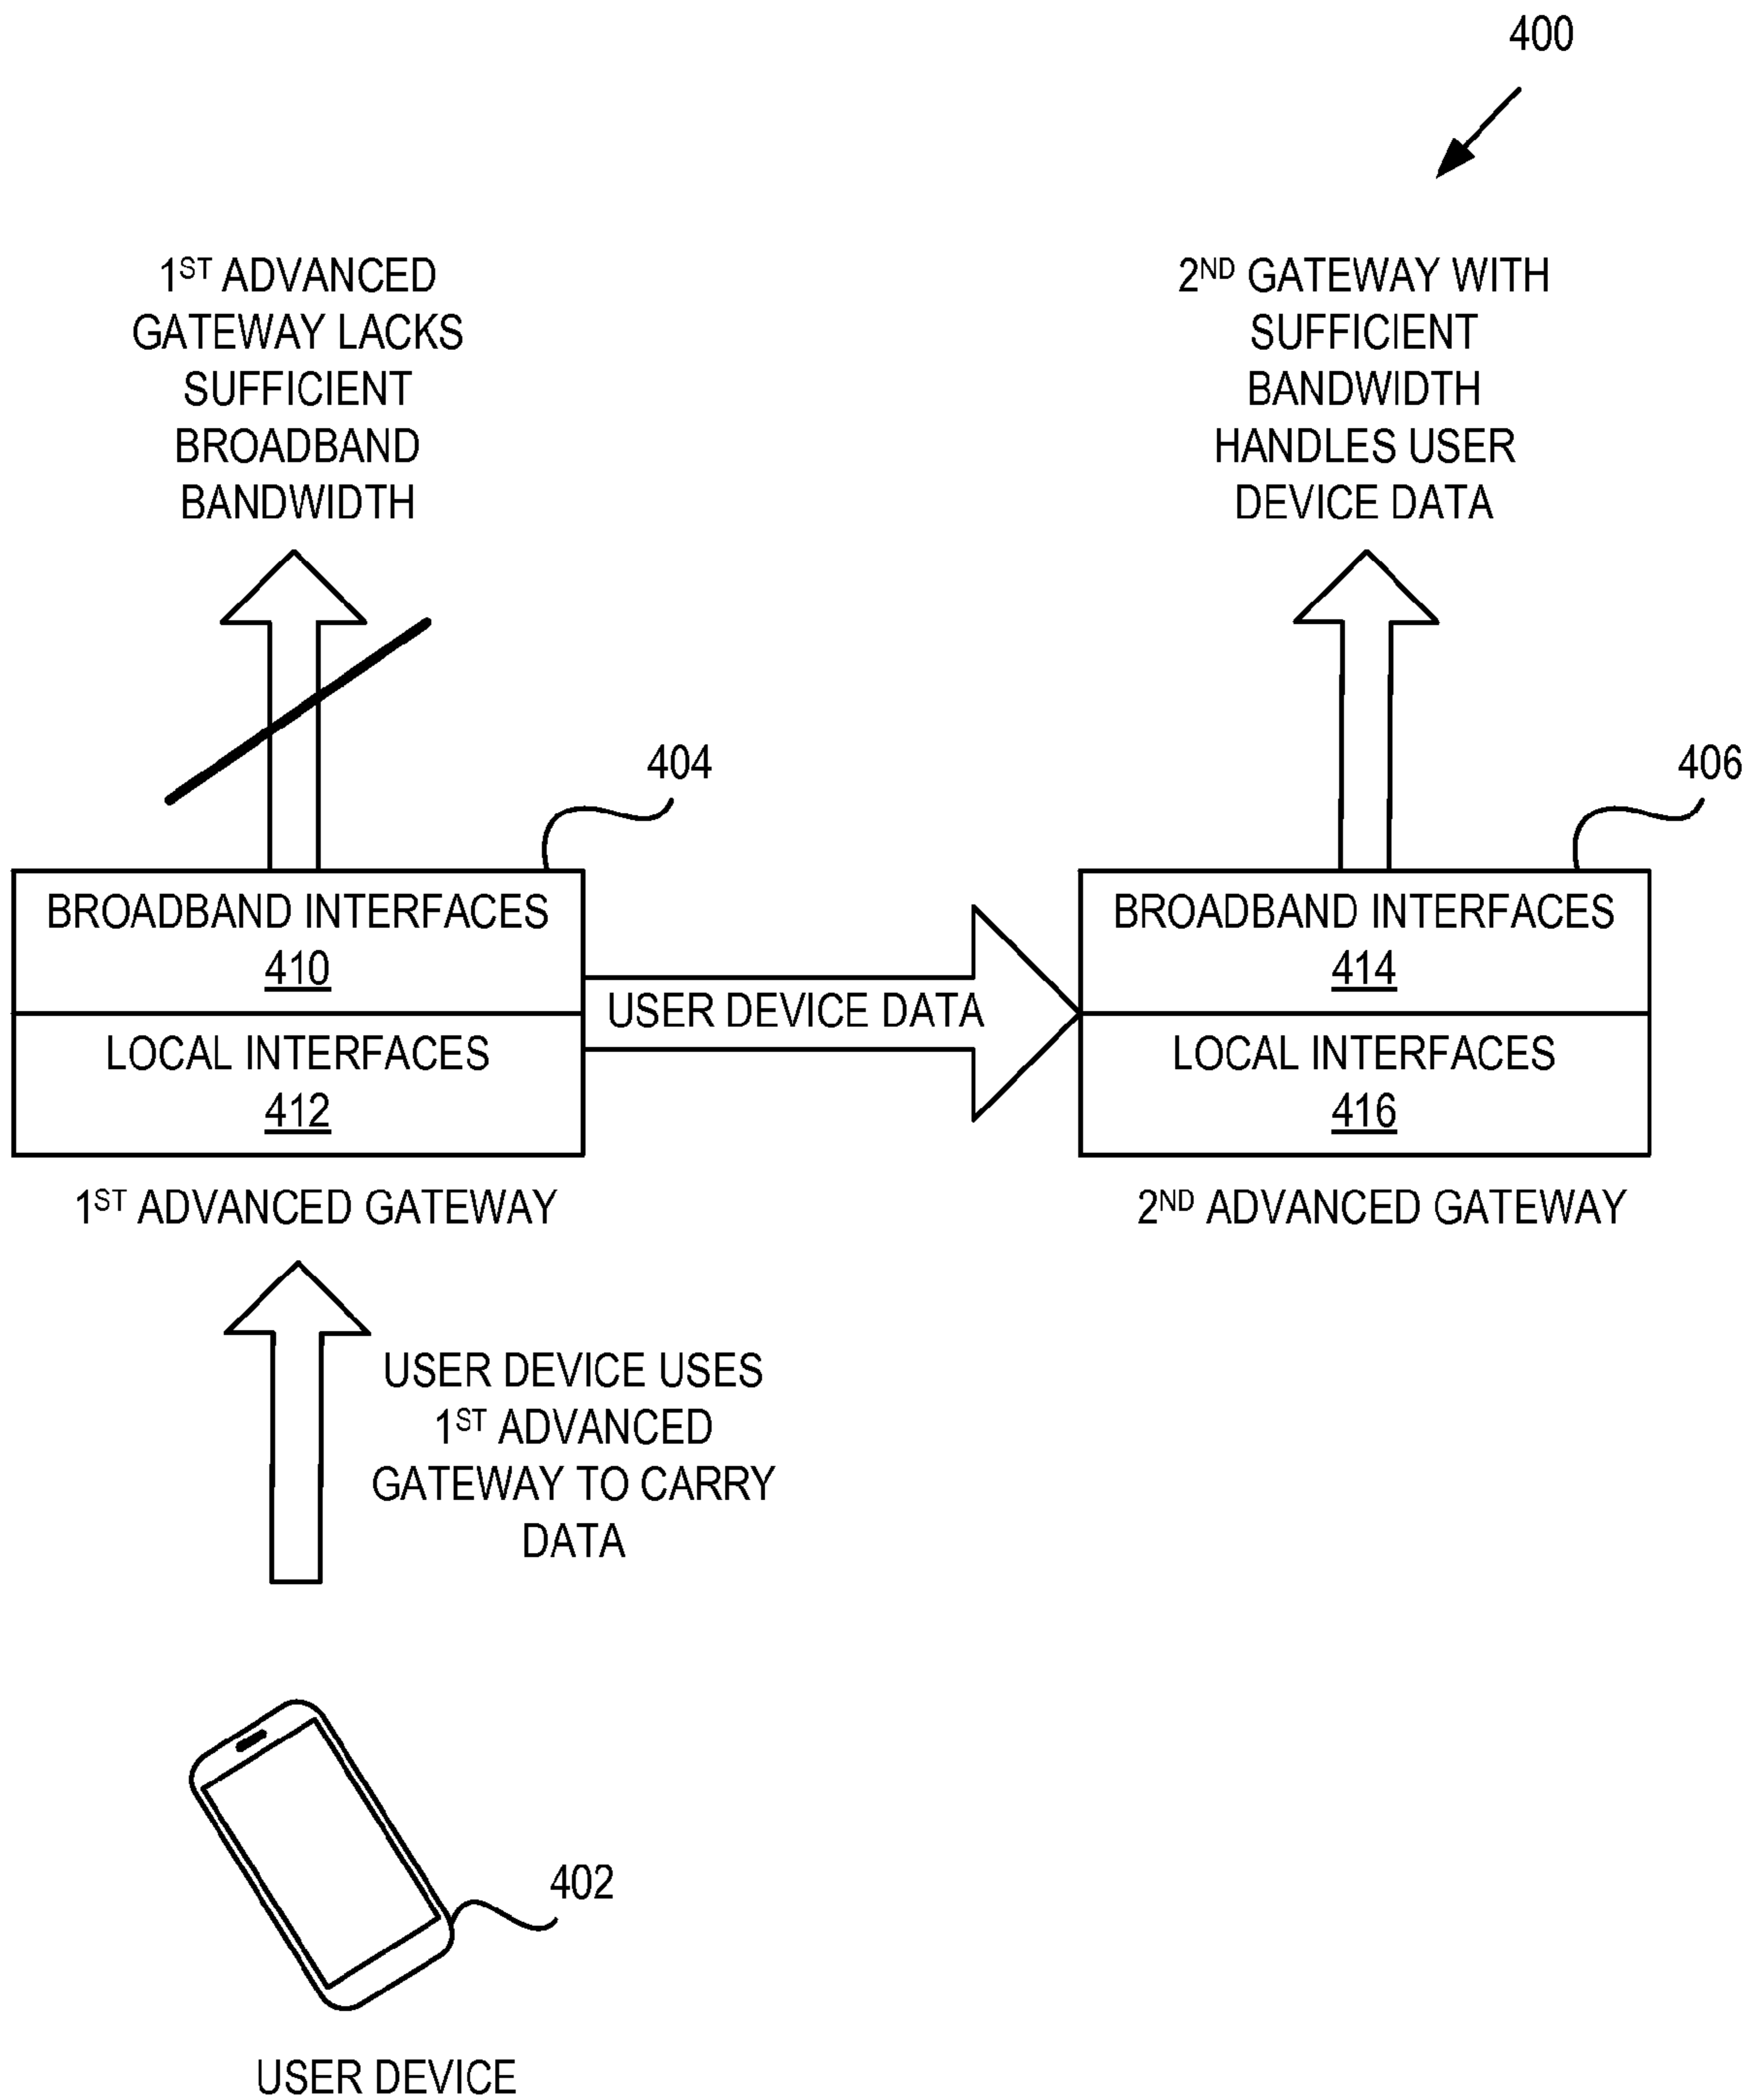 400
1ST ADVANCED
GATEWAY LACKS
SUFFICIENT
BROADBAND
BANDWIDTH
2ND GATEWAY WITH
SUFFICIENT
BANDWIDTH
HANDLES USER
DEVICE DATA
404
406
BROADBAND INTERFACES
410
LOCAL INTERFACES
412
1ST ADVANCED GATEWAY
USER DEVICE DATA
BROADBAND INTERFACES
414
LOCAL INTERFACES
416
2ND ADVANCED GATEWAY
USER DEVICE USES
1ST ADVANCED
GATEWAY TO CARRY
DATA
402
USER DEVICE